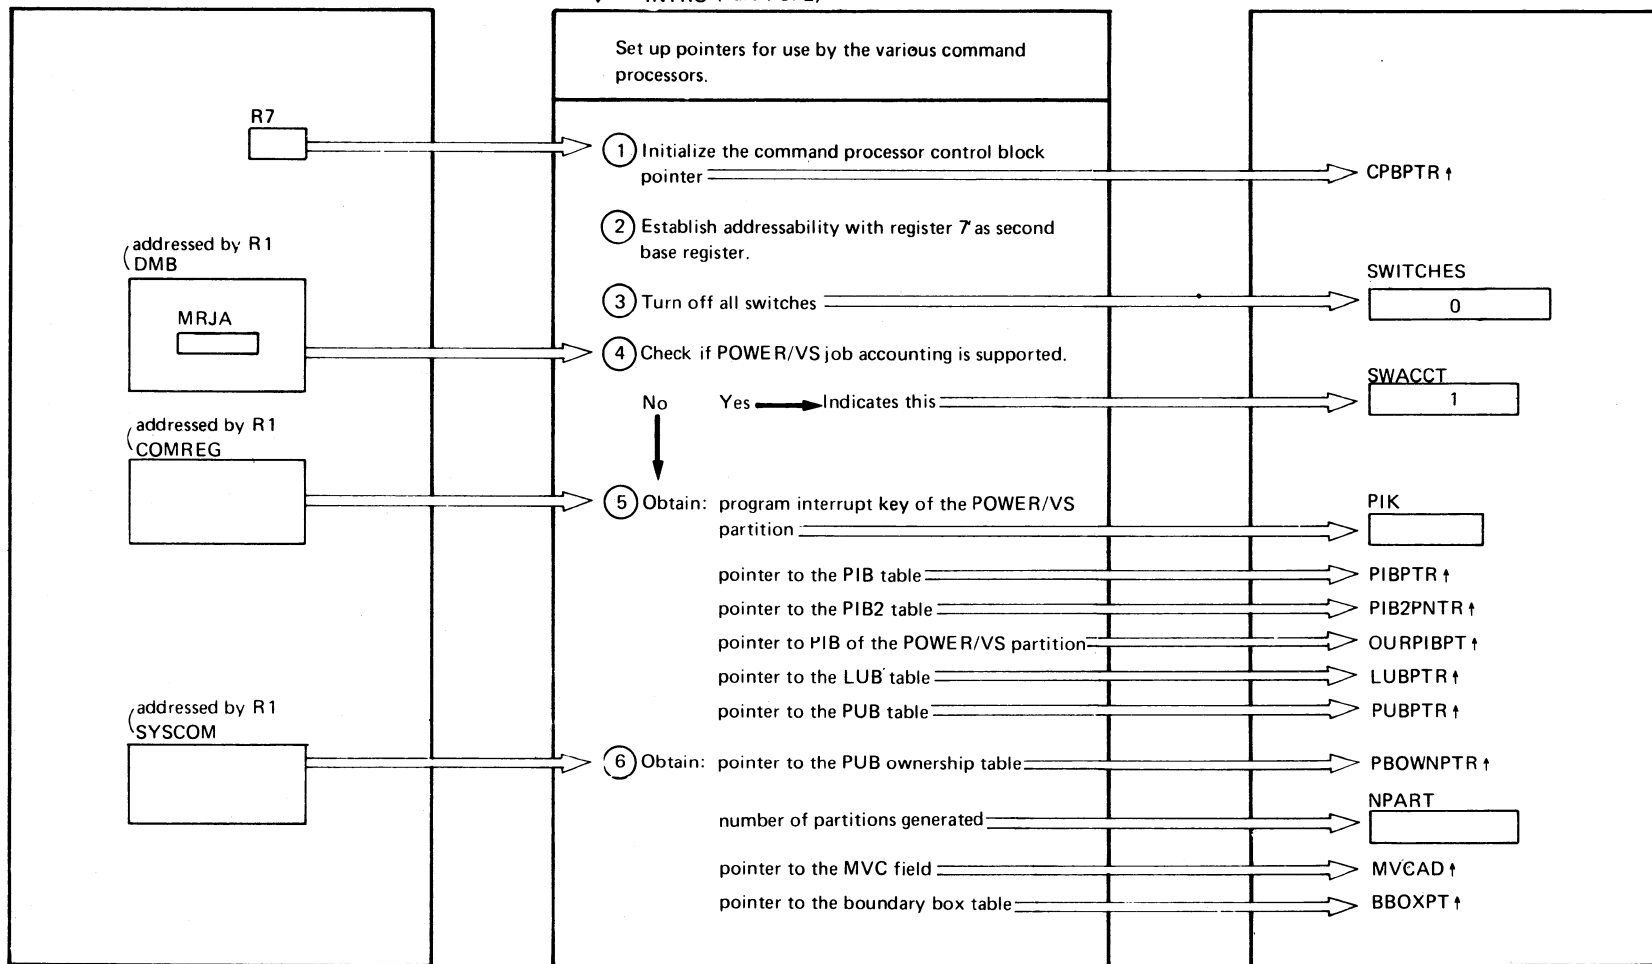 Set up pointers for use by the various command
processors.
R7
1 Initialize the command processor control block
pointer
CPBPTR ↑
2 Establish addressability with register 7 as second
base register.
addressed by R1
DMB
MRJA
3 Turn off all switches
SWITCHES
0
4 Check if POWER/VS job accounting is supported.
No Yes Indicates this
SWACCT
1
addressed by R1
COMREG
5 Obtain: program interrupt key of the POWER/VS
partition
PIK
pointer to the PIB table
PIBPTR ↑
pointer to the PIB2 table
PIB2PNTR ↑
pointer to PIB of the POWER/VS partition
OURPIBPT ↑
pointer to the LUB table
LUBPTR ↑
pointer to the PUB table
PUBPTR ↑
addressed by R1
SYSCOM
6 Obtain: pointer to the PUB ownership table
PBOWNPTR ↑
number of partitions generated
NPART
pointer to the MVC field
MVCAD ↑
pointer to the boundary box table
BBOXPT ↑